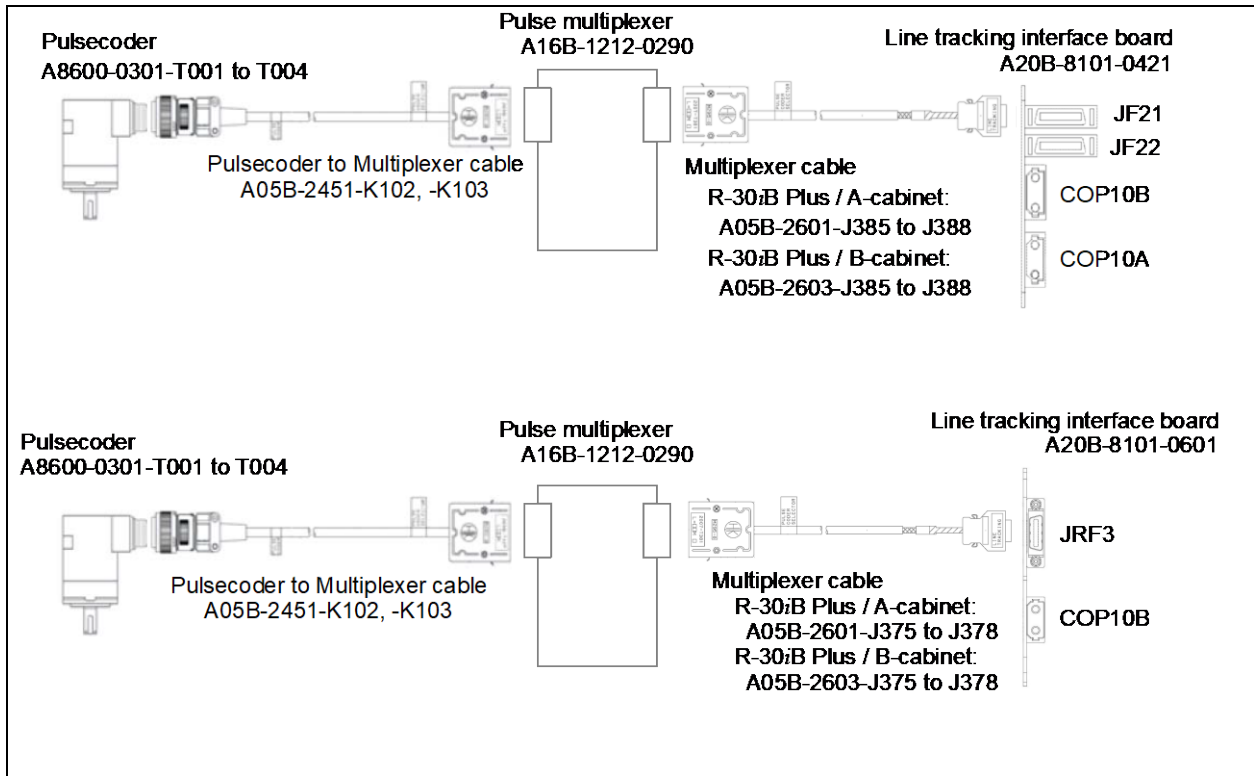 Pulse multiplexer
A16B-1212-0290
Pulsecoder
A8600-0301-T001 to T004
Line tracking interface board
A20B-8101-0421
JF21
JF22
COP10B
COP10A
Pulsecoder to Multiplexer cable
A05B-2451-K102, -K103
Multiplexer cable
R-30iB Plus / A-cabinet:
A05B-2601-J385 to J388
R-30iB Plus / B-cabinet:
A05B-2603-J385 to J388
Pulsecoder
A8600-0301-T001 to T004
Pulse multiplexer
A16B-1212-0290
Line tracking interface board
A20B-8101-0601
JRF3
COP10B
Pulsecoder to Multiplexer cable
A05B-2451-K102, -K103
Multiplexer cable
R-30iB Plus / A-cabinet:
A05B-2601-J375 to J378
R-30iB Plus / B-cabinet:
A05B-2603-J375 to J378